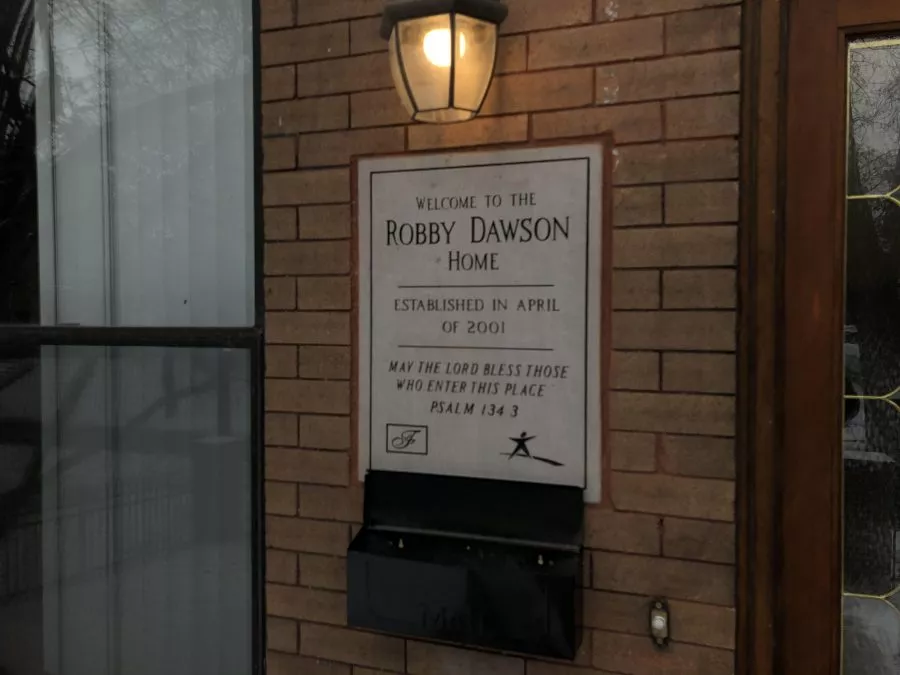 WELCOME TO THE
ROBBY DAWSON
HOME
ESTABLISHED IN APRIL
OF 2001
MAY THE LORD BLESS THOSE
WHO ENTER THIS PLACE
PSALM 134 3
F